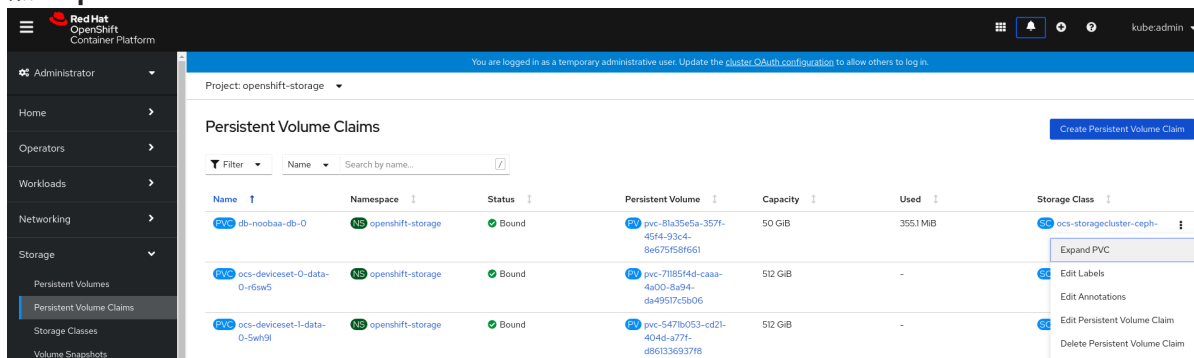 Red Hat
OpenShift
Container Platform
kube:admin
Administrator
You are logged in as a temporary administrative user. Update the cluster OAuth configuration to allow others to log in.
Project: openshift-storage
Home
Persistent Volume Claims
Create Persistent Volume Claim
Operators
Filter Name Search by name... /
Workloads
Name Namespace Status Persistent Volume Capacity Used Storage Class
Networking
PVC db-noobaa-db-0 NS openshift-storage Bound PV pvc-81a35e5a-357f-45f4-93c4-8e675f58f661 50 GiB 355.1 MiB SC ocs-storagecluster-ceph-
Storage
Expand PVC
Persistent Volumes
PVC ocs-deviceset-0-data-0-r6sw5 NS openshift-storage Bound PV pvc-71185f4d-caaa-4a00-8a94-da49517c5b06 512 GiB - SC
Edit Labels
Edit Annotations
Persistent Volume Claims
Storage Classes
PVC ocs-deviceset-1-data-0-5wh9l NS openshift-storage Bound PV pvc-5471b053-cd21-404d-a77f-d861336937f8 512 GiB - SC
Edit Persistent Volume Claim
Delete Persistent Volume Claim
Volume Snapshots